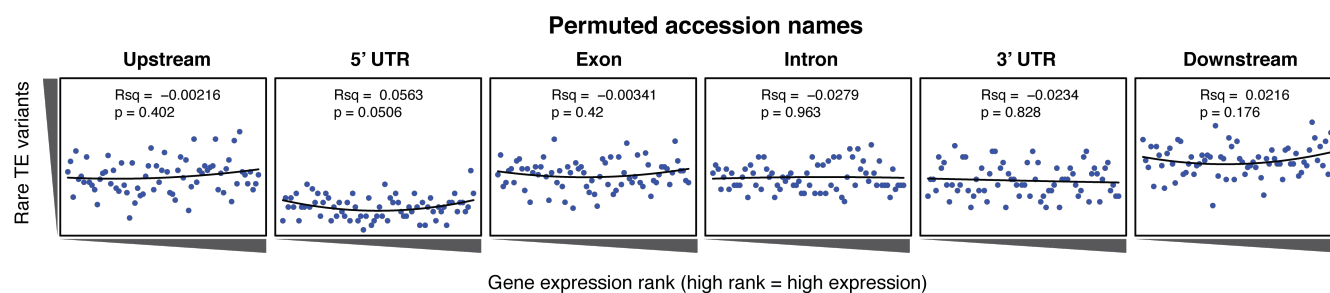 Permuted accession names
Upstream
5’ UTR
Exon
Intron
3’ UTR
Downstream
Rsq = −0.00216
p = 0.402
Rsq = 0.0563
p = 0.0506
Rsq = −0.00341
p = 0.42
Rsq = −0.0279
p = 0.963
Rsq = −0.0234
p = 0.828
Rsq = 0.0216
p = 0.176
Rare TE variants
Gene expression rank (high rank = high expression)